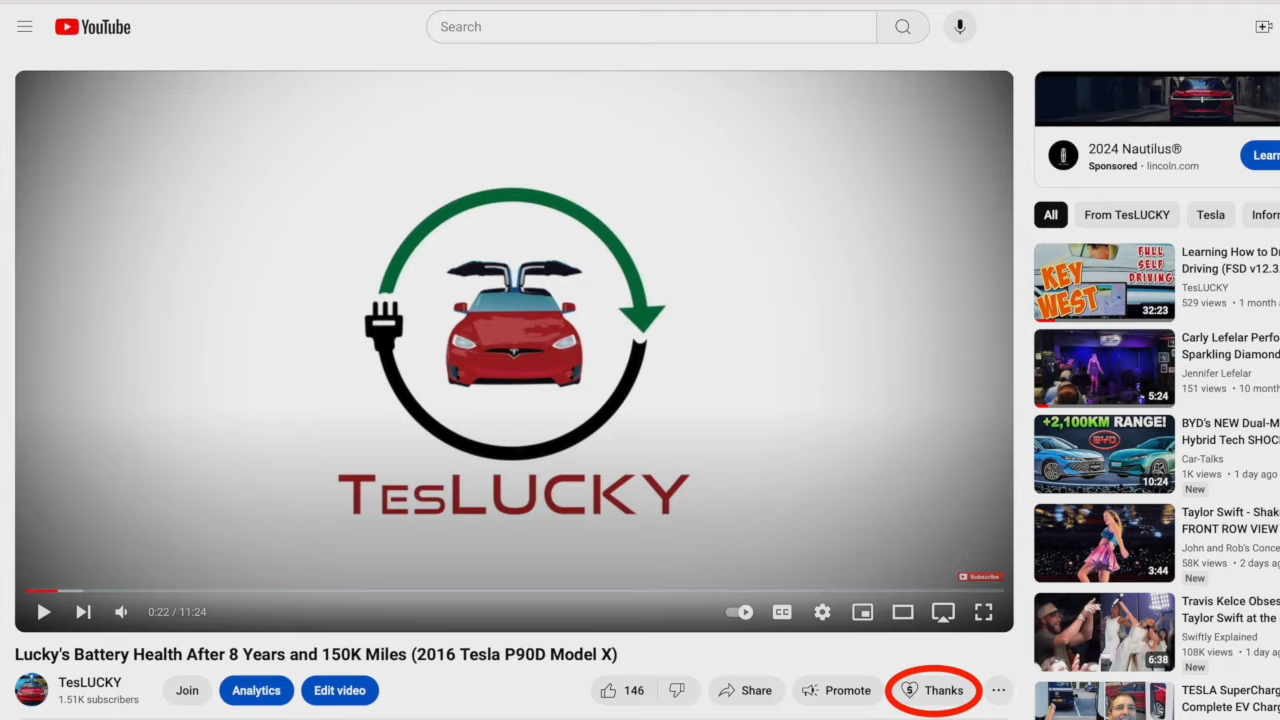 YouTube
Search
TESLUCKY
Subscribe
0:22 / 11:24
CC
Lucky's Battery Health After 8 Years and 150K Miles (2016 Tesla P90D Model X)
TesLUCKY
1.51K subscribers
Join
Analytics
Edit video
146
Share
Promote
Thanks
2024 Nautilus®
Sponsored · lincoln.com
Learn
All
From TesLUCKY
Tesla
Infor
KEY WEST
FULL
SELF
DRIVING
32:23
Learning How to D
Driving (FSD v12.3
TesLUCKY
529 views · 1 month
5:24
Carly Lefelar Perfo
Sparkling Diamond
Jennifer Lefelar
151 views · 10 month
+2,100KM RANGE!
BYD
10:24
BYD's NEW Dual-M
Hybrid Tech SHOC
Car-Talks
1K views · 1 day ago
New
3:44
Taylor Swift - Shak
FRONT ROW VIEW
John and Rob's Conce
58K views · 2 days ag
New
6:38
Travis Kelce Obses
Taylor Swift at the
Swiftly Explained
108K views · 1 day ag
New
TESLA SuperCharg
Complete EV Charg